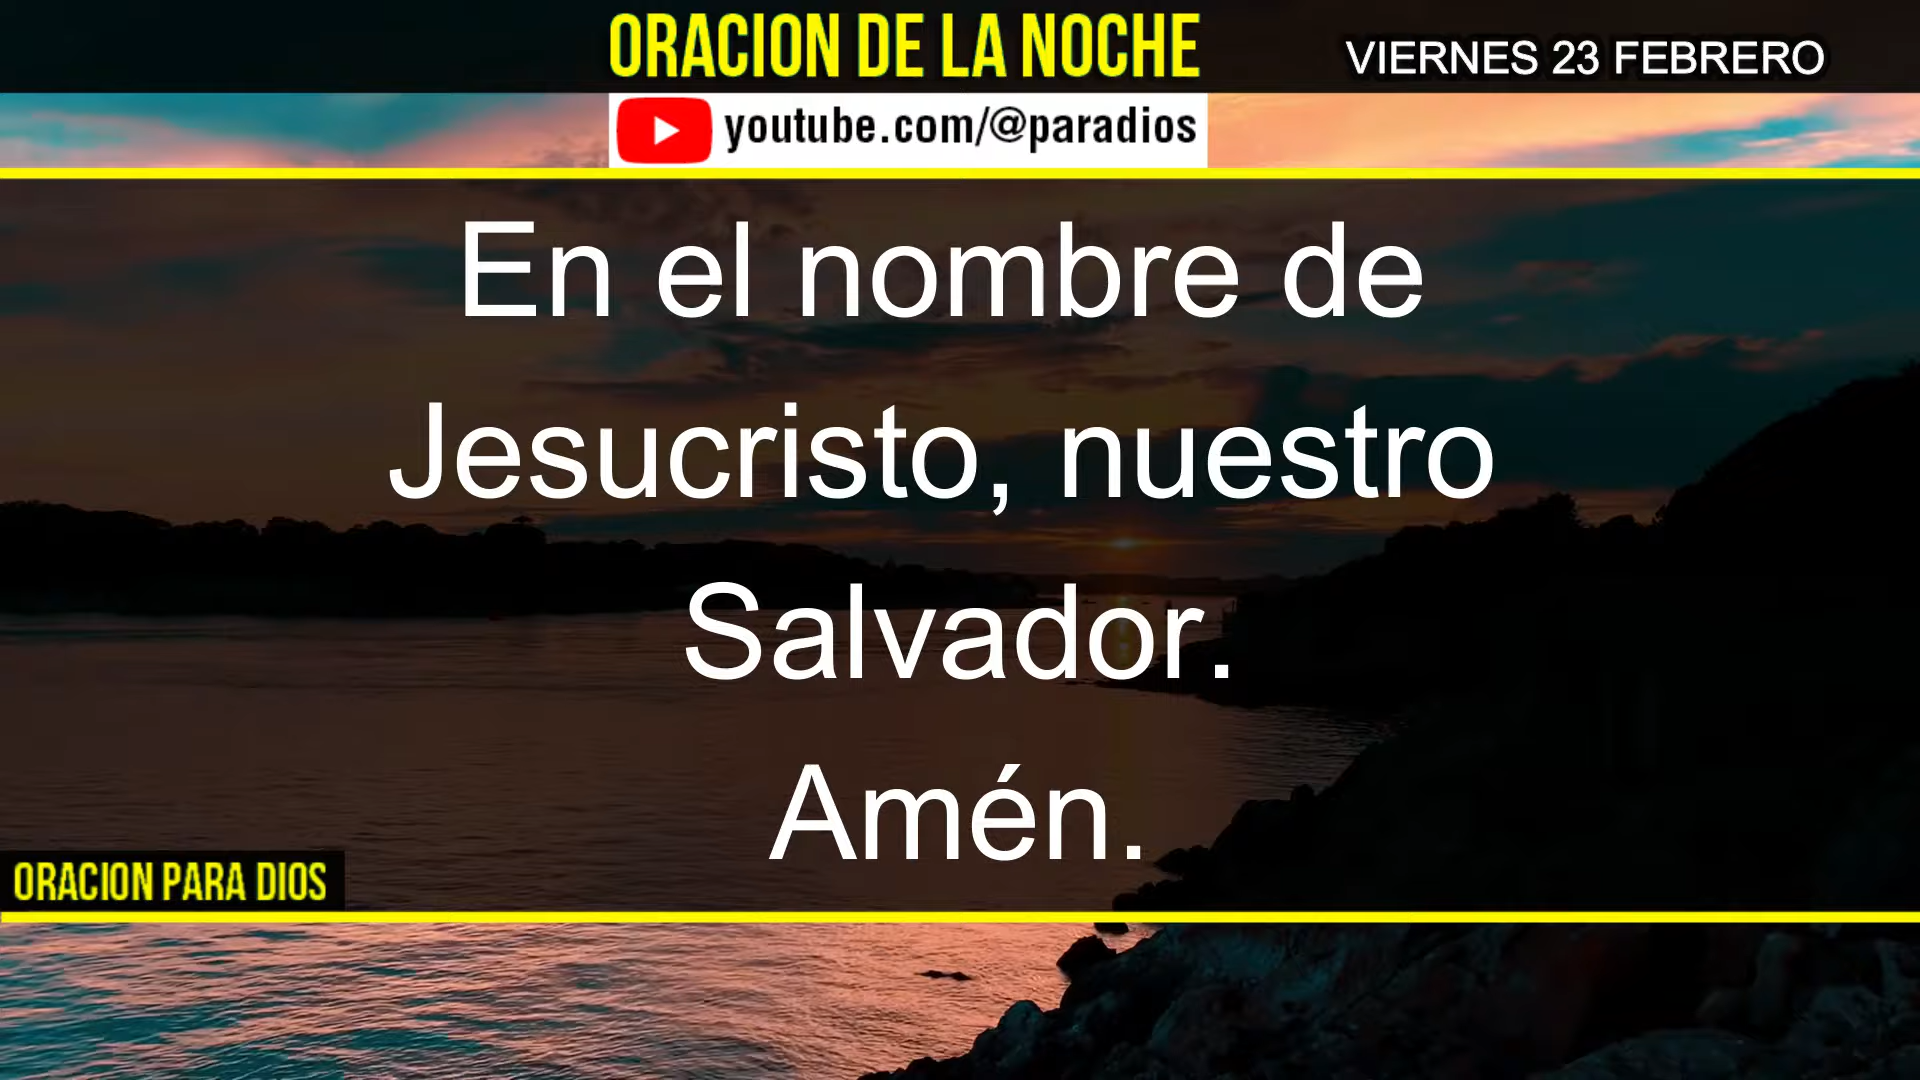 ORACION DE LA NOCHE
VIERNES 23 FEBRERO
youtube.com/@paradios
En el nombre de
Jesucristo, nuestro
Salvador.
Amén.
ORACION PARA DIOS